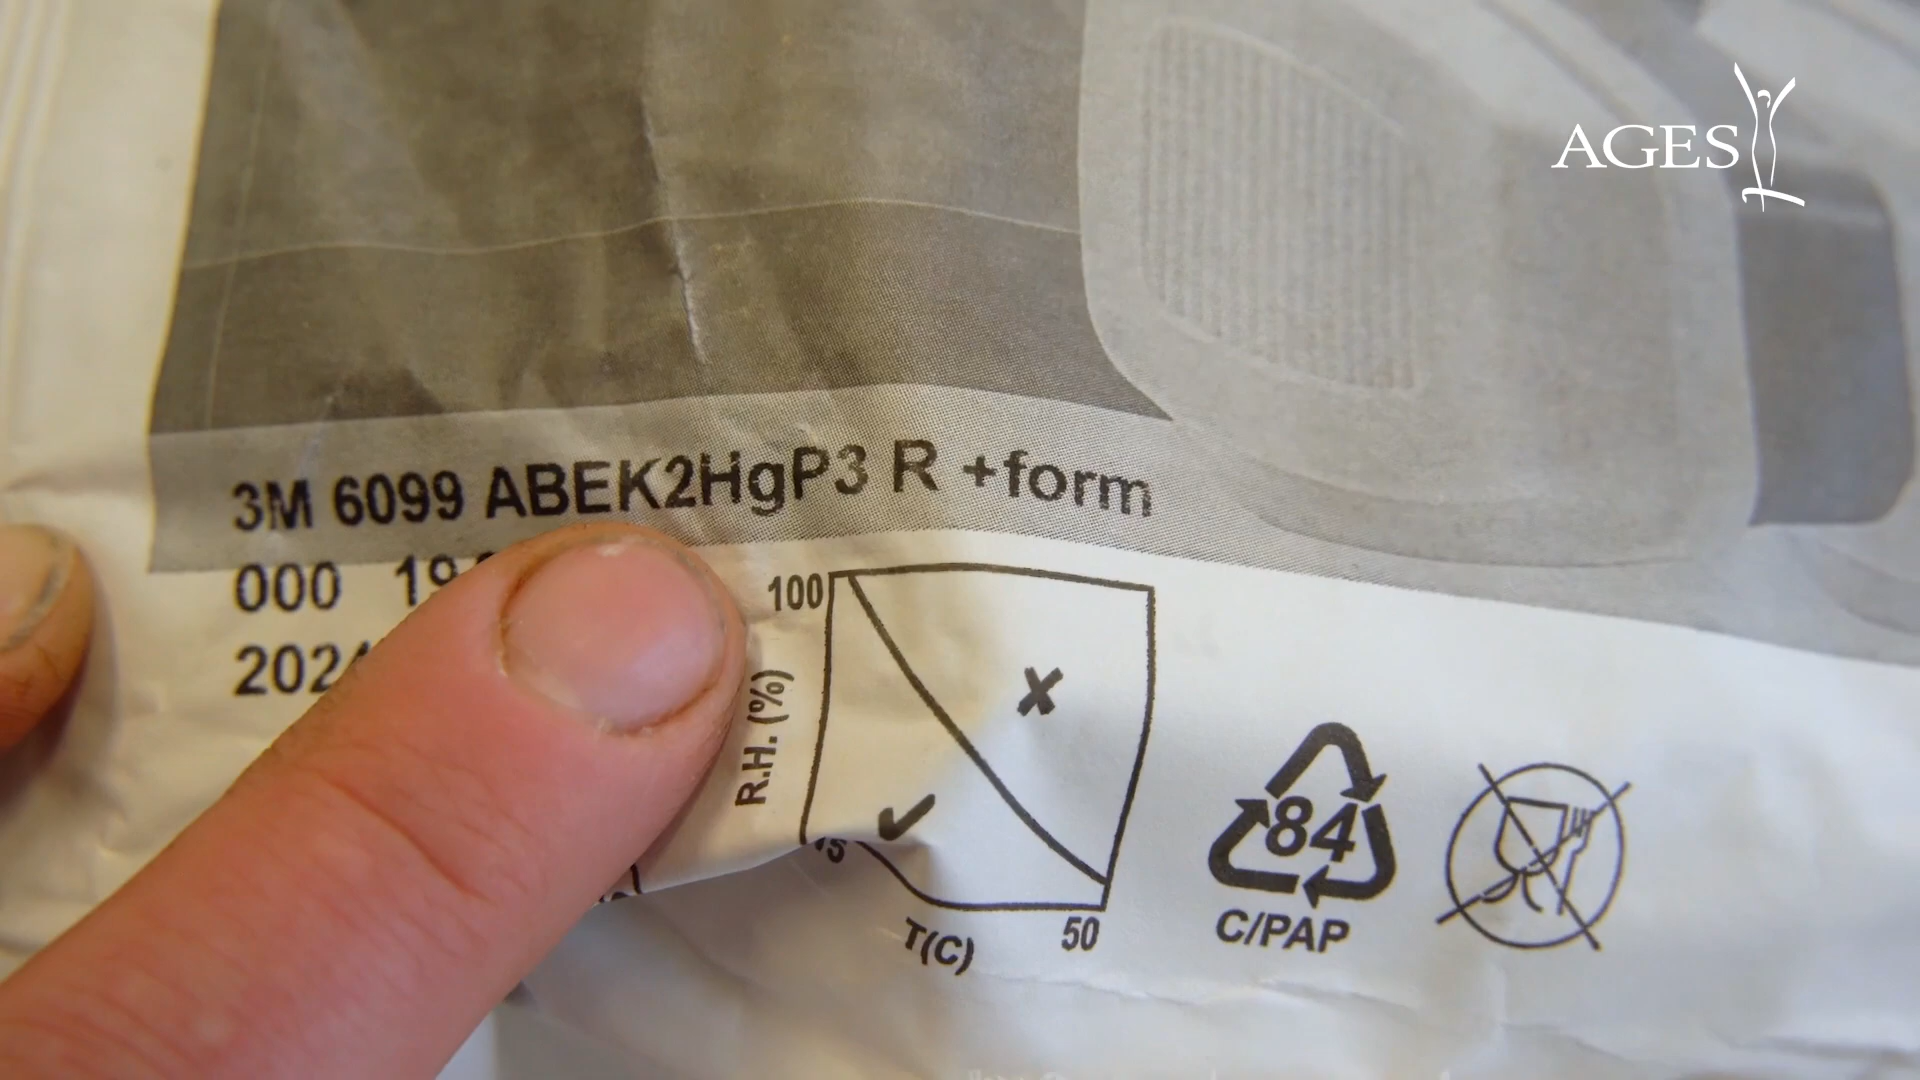 AGES
3M 6099 ABEK2HgP3 R +form
000
100
R.H. (%)
T(C)
50
84
C/PAP